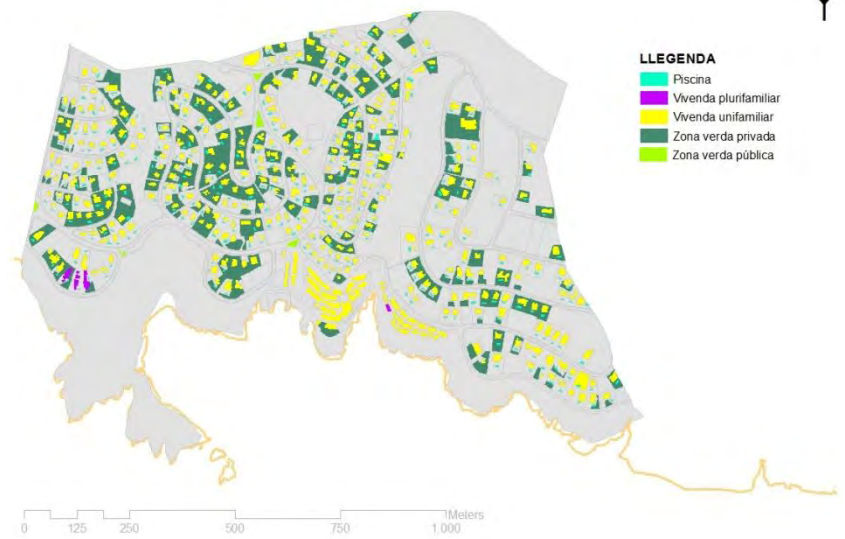 LLEGENDA
Piscina
Vivenda plurifamiliar
Vivenda unifamiliar
Zona verda privada
Zona verda pública
Meters
0 125 250 500 750 1.000